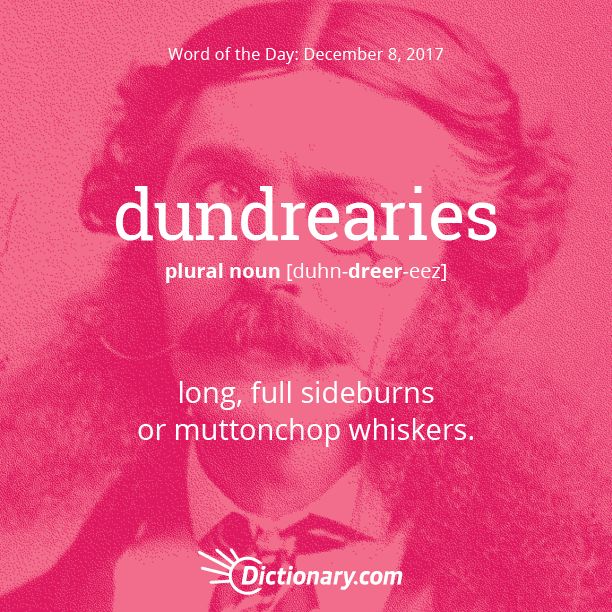 Word of the Day: December 8, 2017
dundrearies
plural noun [duhn-dreer-eez]
long, full sideburns
or muttonchop whiskers.
Dictionary.com